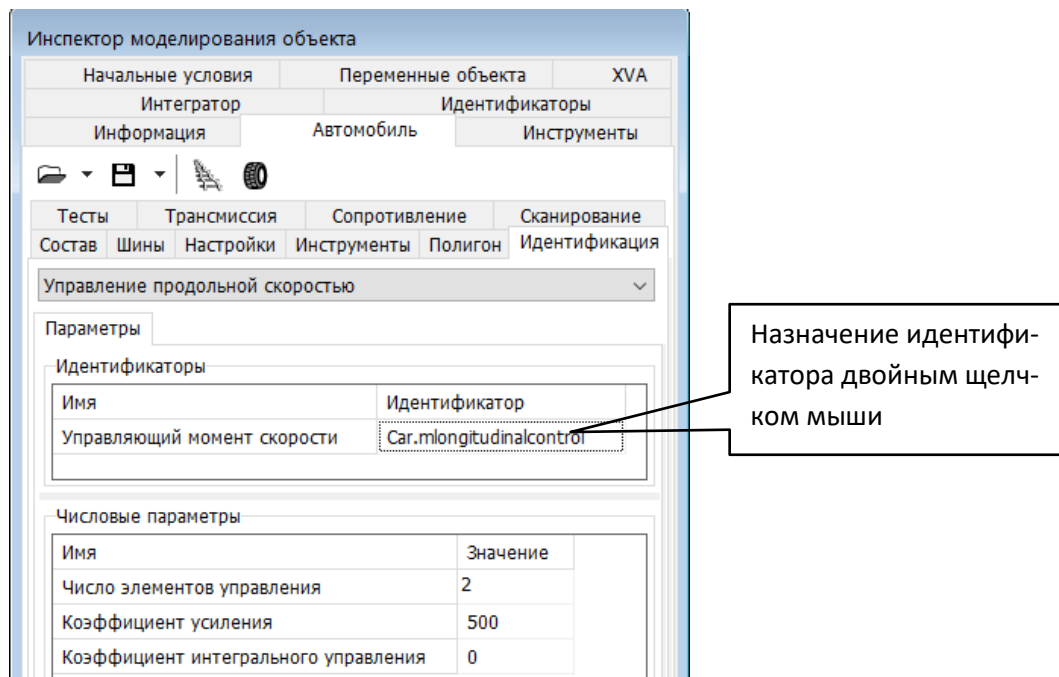 Инспектор моделирования объекта
Начальные условия Переменные объекта XVA
Интегратор Идентификаторы
Информация Автомобиль Инструменты
Тесты Трансмиссия Сопротивление Сканирование
Состав Шины Настройки Инструменты Полигон Идентификация
Управление продольной скоростью
Параметры
Идентификаторы
Имя Идентификатор
Управляющий момент скорости Car.mlongitudinalcontrol
Назначение идентифи-
катора двойным щелч-
ком мыши
Числовые параметры
Имя Значение
Число элементов управления 2
Коэффициент усиления 500
Коэффициент интегрального управления 0